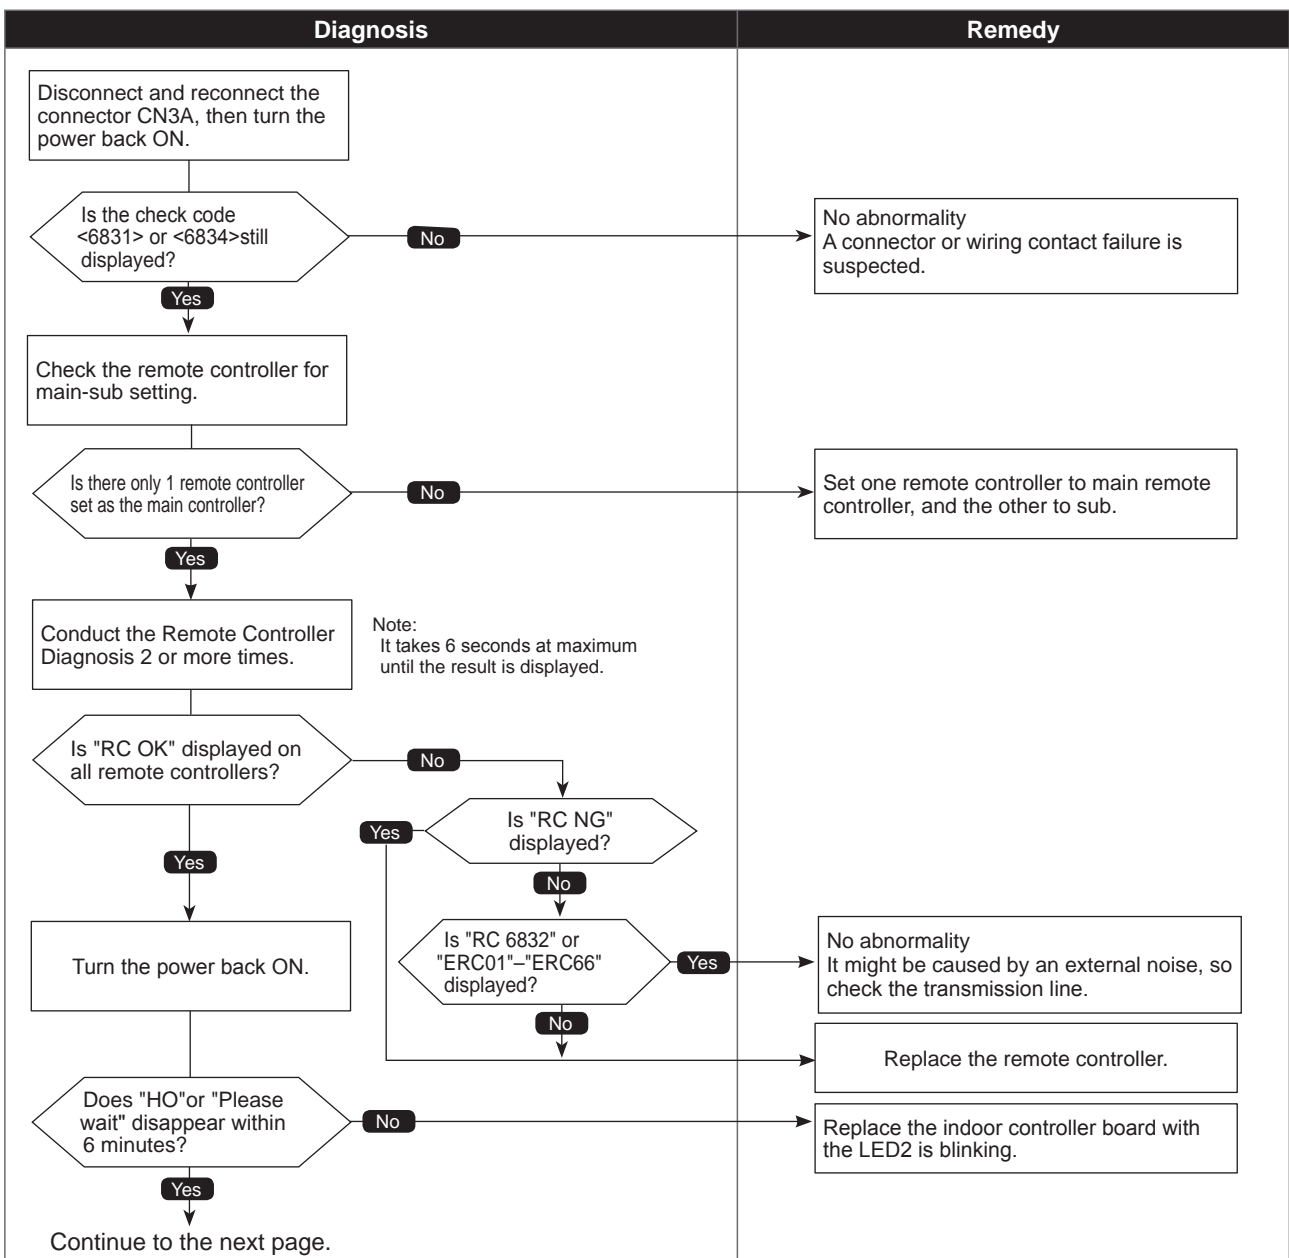 Diagnosis
Remedy
Disconnect and reconnect the
connector CN3A, then turn the
power back ON.
Is the check code
<6831> or <6834>still
displayed?
No
No abnormality
A connector or wiring contact failure is
suspected.
Yes
Check the remote controller for
main-sub setting.
Is there only 1 remote controller
set as the main controller?
No
Set one remote controller to main remote
controller, and the other to sub.
Yes
Conduct the Remote Controller
Diagnosis 2 or more times.
Note:
It takes 6 seconds at maximum
until the result is displayed.
Is "RC OK" displayed on
all remote controllers?
No
Is "RC NG"
displayed?
Yes
Yes
No
Turn the power back ON.
Is "RC 6832" or
"ERC01"–"ERC66"
displayed?
Yes
No abnormality
It might be caused by an external noise, so
check the transmission line.
No
Replace the remote controller.
Does "HO"or "Please
wait" disappear within
6 minutes?
No
Replace the indoor controller board with
the LED2 is blinking.
Yes
Continue to the next page.